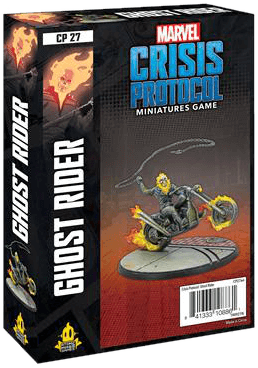 CP 27
MARVEL
CRISIS
PROTOCOL
MINIATURES GAME
GHOST RIDER
GHOST RIDER